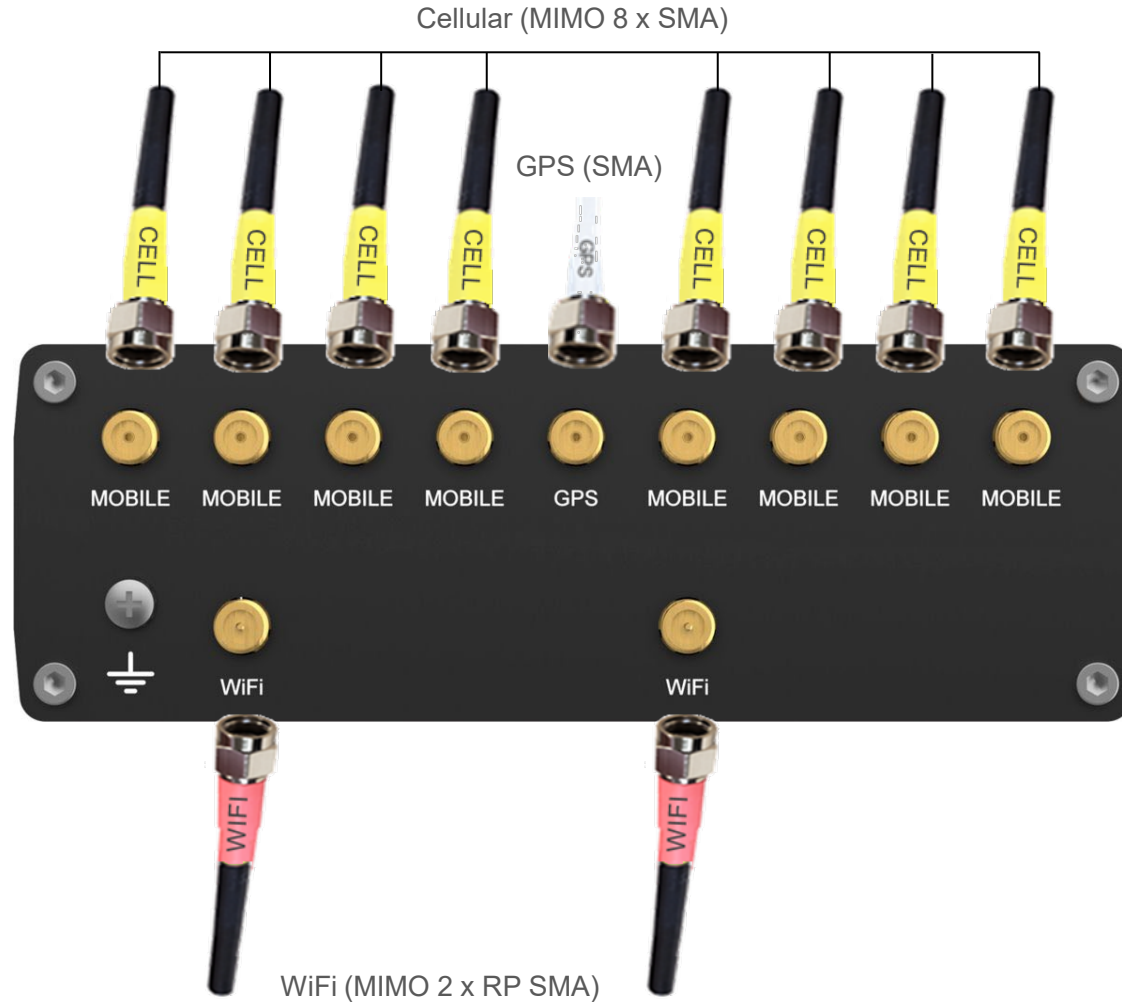 Cellular (MIMO 8 x SMA)
GPS (SMA)
CELL CELL CELL CELL GPS CELL CELL CELL CELL
MOBILE MOBILE MOBILE MOBILE GPS MOBILE MOBILE MOBILE MOBILE
WiFi WiFi
WIFI WIFI
WiFi (MIMO 2 x RP SMA)